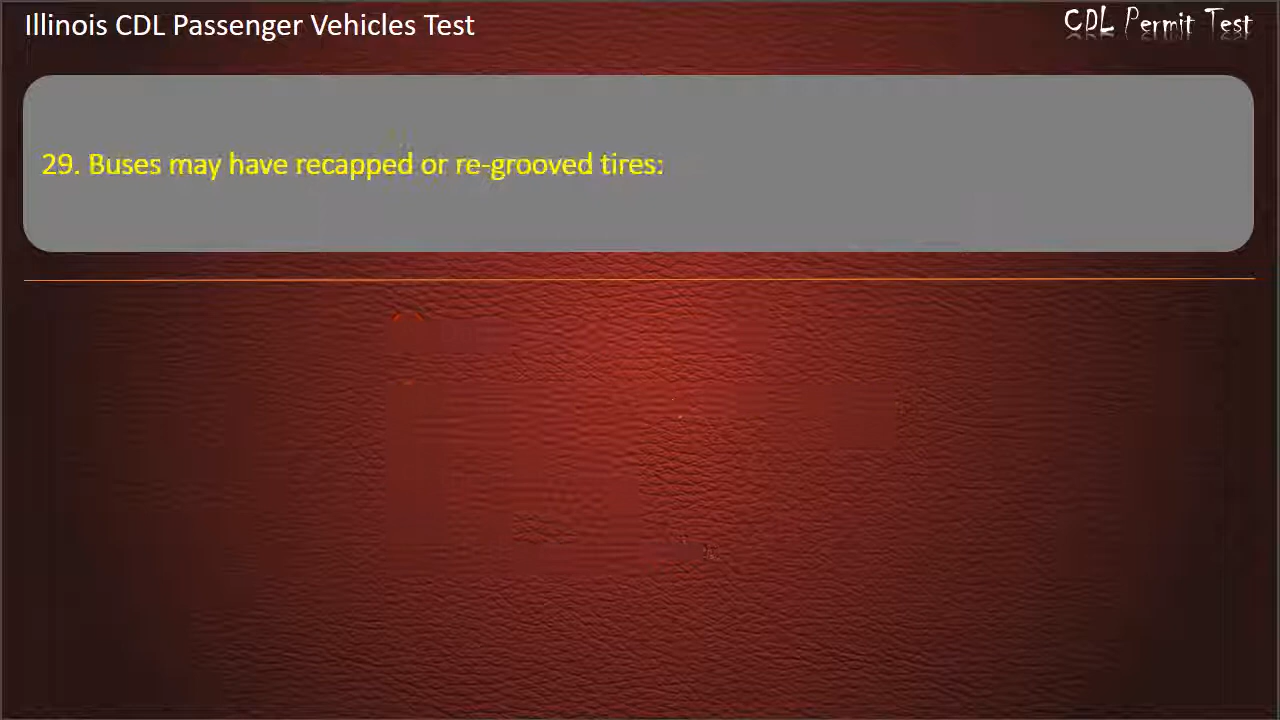 Illinois CDL Passenger Vehicles Test
CDL Permit Test
29. Buses may have recapped or re-grooved tires: